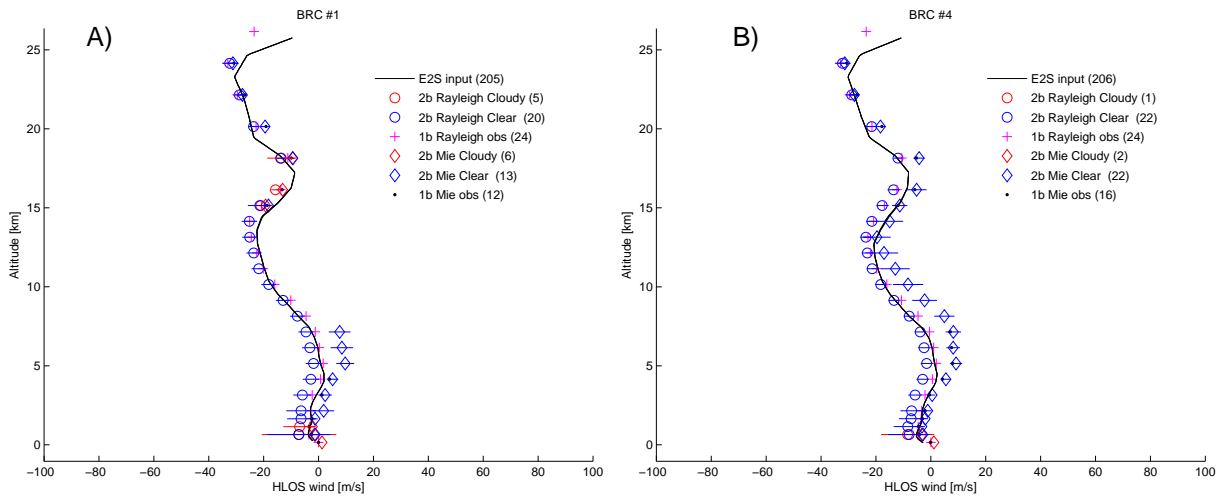 BRC #1
A)
25
20
15
10
5
0
Altitude [km]
E2S input (205)
2b Rayleigh Cloudy (5)
2b Rayleigh Clear (20)
1b Rayleigh obs (24)
2b Mie Cloudy (6)
2b Mie Clear (13)
1b Mie obs (12)
−100 −80 −60 −40 −20 0 20 40 60 80 100
HLOS wind [m/s]
BRC #4
B)
25
20
15
10
5
0
Altitude [km]
E2S input (206)
2b Rayleigh Cloudy (1)
2b Rayleigh Clear (22)
1b Rayleigh obs (24)
2b Mie Cloudy (2)
2b Mie Clear (22)
1b Mie obs (16)
−100 −80 −60 −40 −20 0 20 40 60 80 100
HLOS wind [m/s]